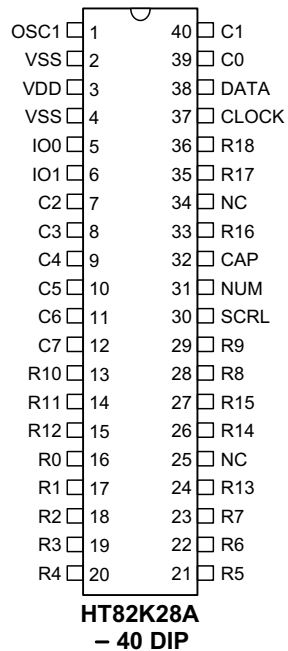 OSC1 1 40 C1
VSS 2 39 C0
VDD 3 38 DATA
VSS 4 37 CLOCK
IO0 5 36 R18
IO1 6 35 R17
C2 7 34 NC
C3 8 33 R16
C4 9 32 CAP
C5 10 31 NUM
C6 11 30 SCRL
C7 12 29 R9
R10 13 28 R8
R11 14 27 R15
R12 15 26 R14
R0 16 25 NC
R1 17 24 R13
R2 18 23 R7
R3 19 22 R6
R4 20 21 R5
HT82K28A
– 40 DIP